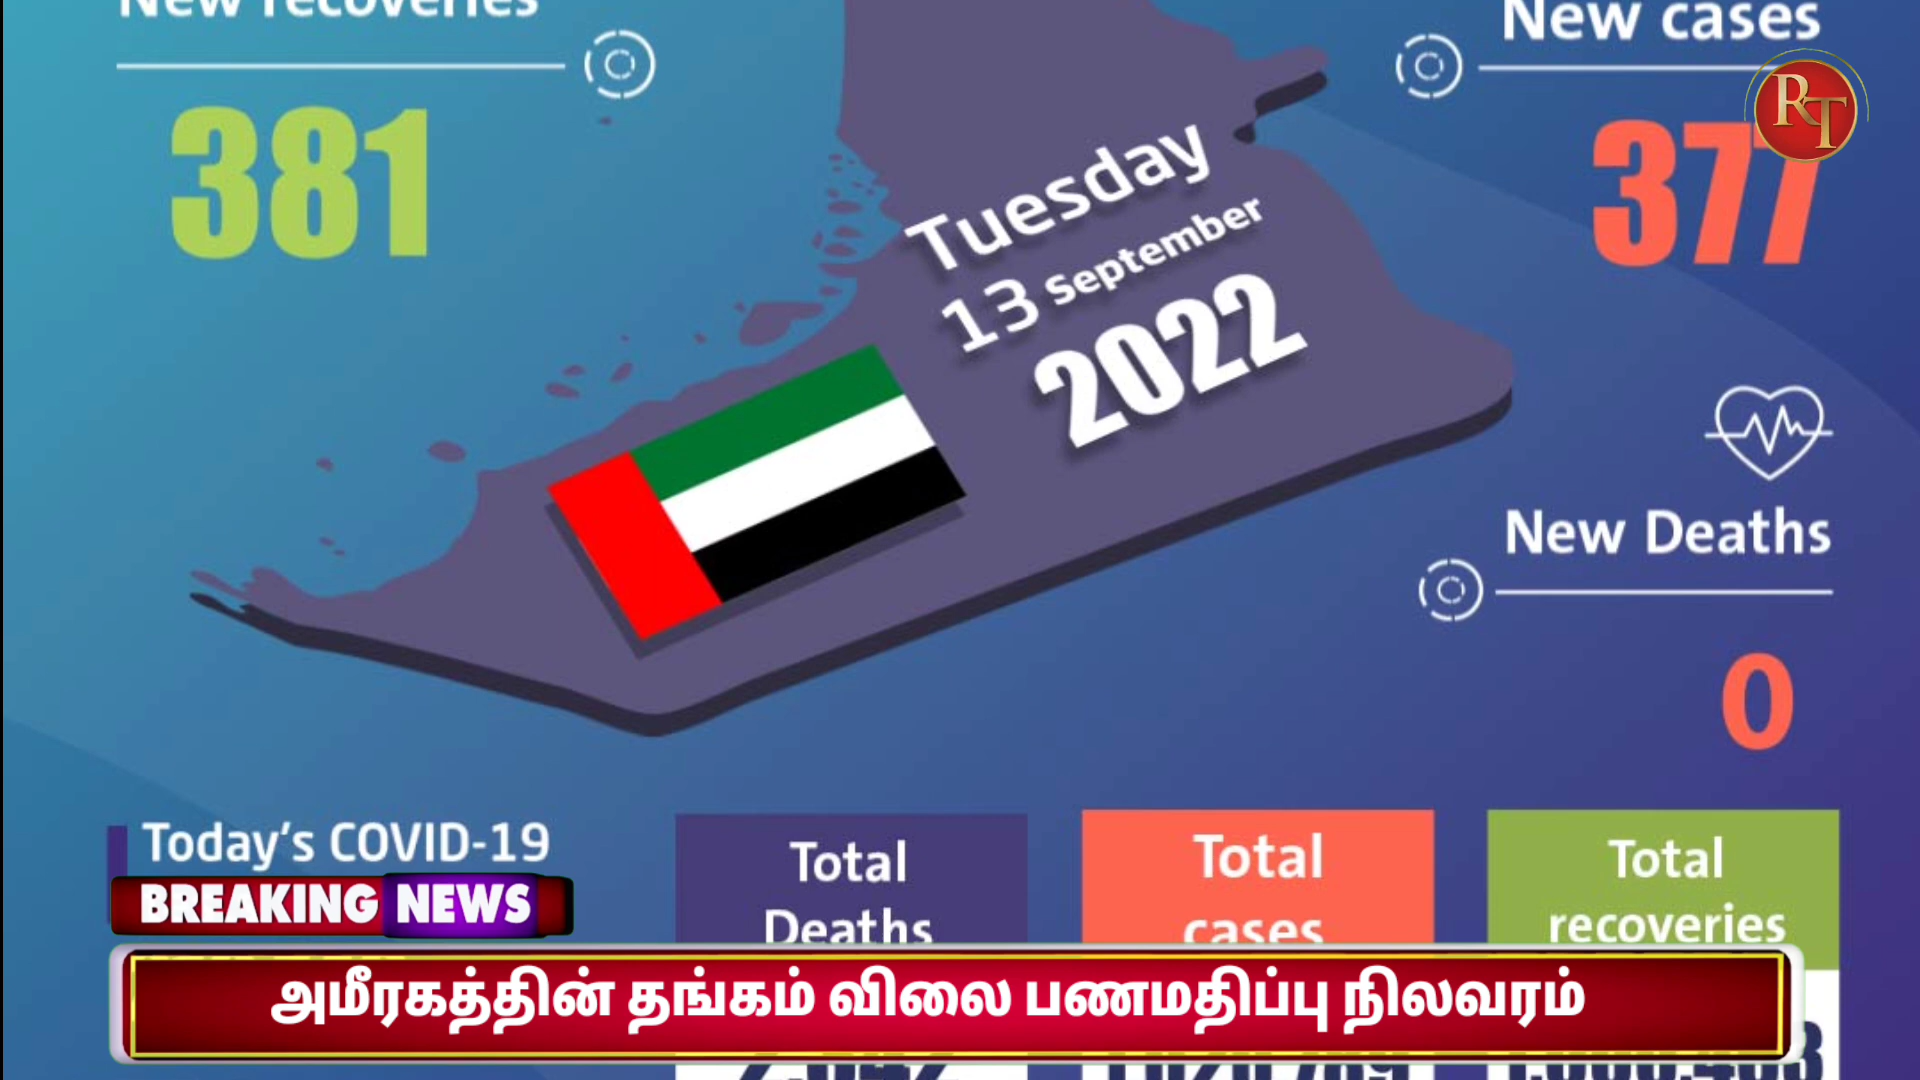 New recoveries
381
New cases
377
RT
Tuesday
13 september
2022
New Deaths
0
Today's COVID-19
BREAKING NEWS
Total
Deaths
Total
cases
Total
recoveries
அமீரகத்தின் தங்கம் விலை பணமதிப்பு நிலவரம்